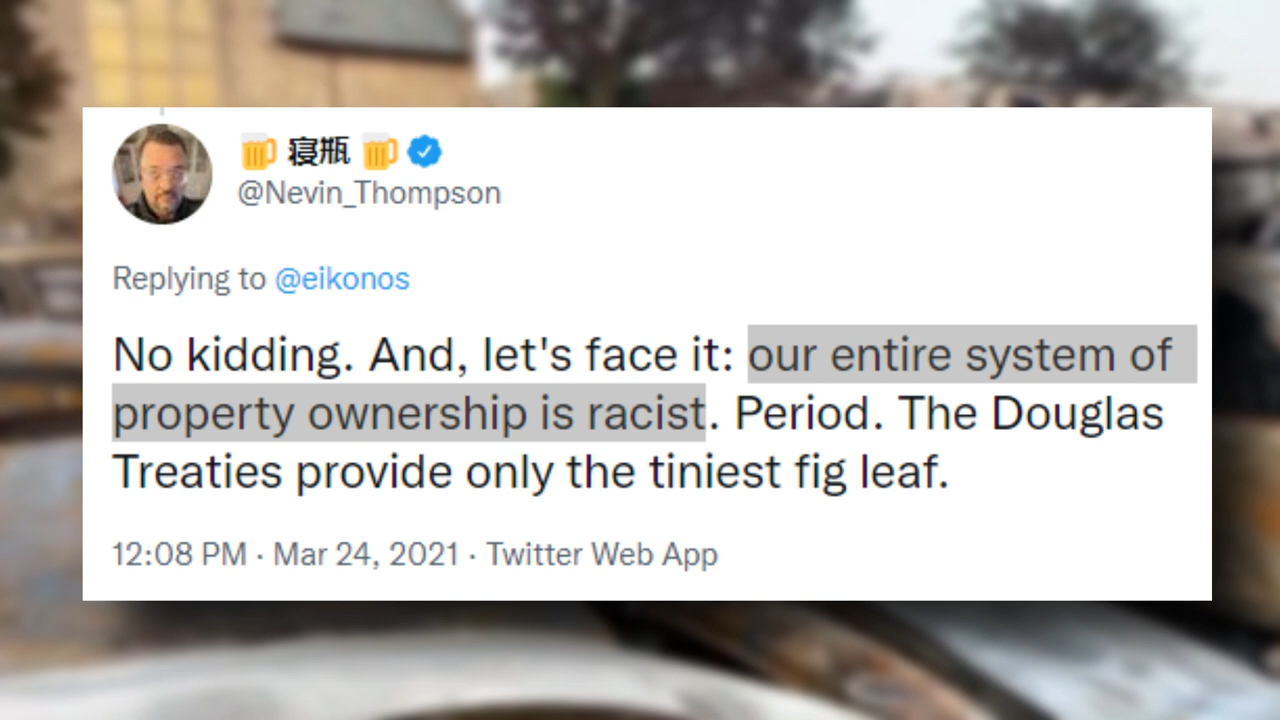 🍺 寝瓶 🍺
@Nevin_Thompson
Replying to @eikonos
No kidding. And, let's face it: our entire system of
property ownership is racist. Period. The Douglas
Treaties provide only the tiniest fig leaf.
12:08 PM · Mar 24, 2021 · Twitter Web App